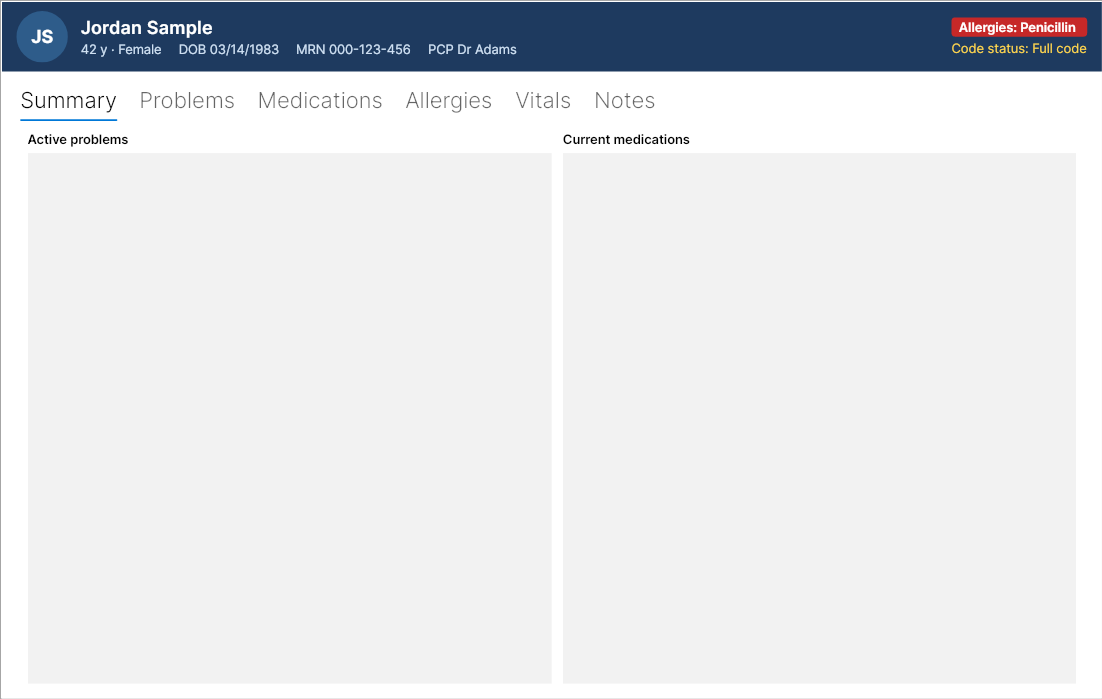 JS
Jordan Sample
42 y · Female DOB 03/14/1983 MRN 000-123-456 PCP Dr Adams
Allergies: Penicillin
Code status: Full code
Summary Problems Medications Allergies Vitals Notes
Active problems
Current medications